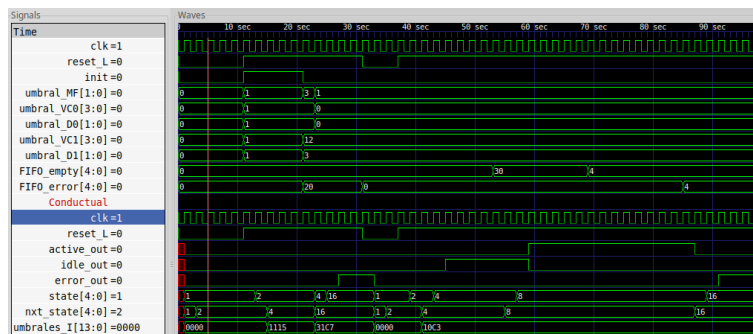 Signals
Waves
Time
0 10 sec 20 sec 30 sec 40 sec 50 sec 60 sec 70 sec 80 sec 90 sec
clk=1
reset_L=0
init=0
umbral_MF[1:0]=0 0 1 3 1
umbral_VC0[3:0]=0 0 1 0
umbral_D0[1:0]=0 0 1 0
umbral_VC1[3:0]=0 0 1 12
umbral_D1[1:0]=0 0 1 3
FIFO_empty[4:0]=0 0 30 4
FIFO_error[4:0]=0 0 20 0 4
Conductual
clk=1
reset_L=0
active_out=0
idle_out=0
error_out=0
state[4:0]=1 1 2 4 16 1 2 4 8 16
nxt_state[4:0]=2 1 2 4 16 1 2 4 8 16
umbrales_I[13:0]=0000 0000 1115 31C7 0000 10C3